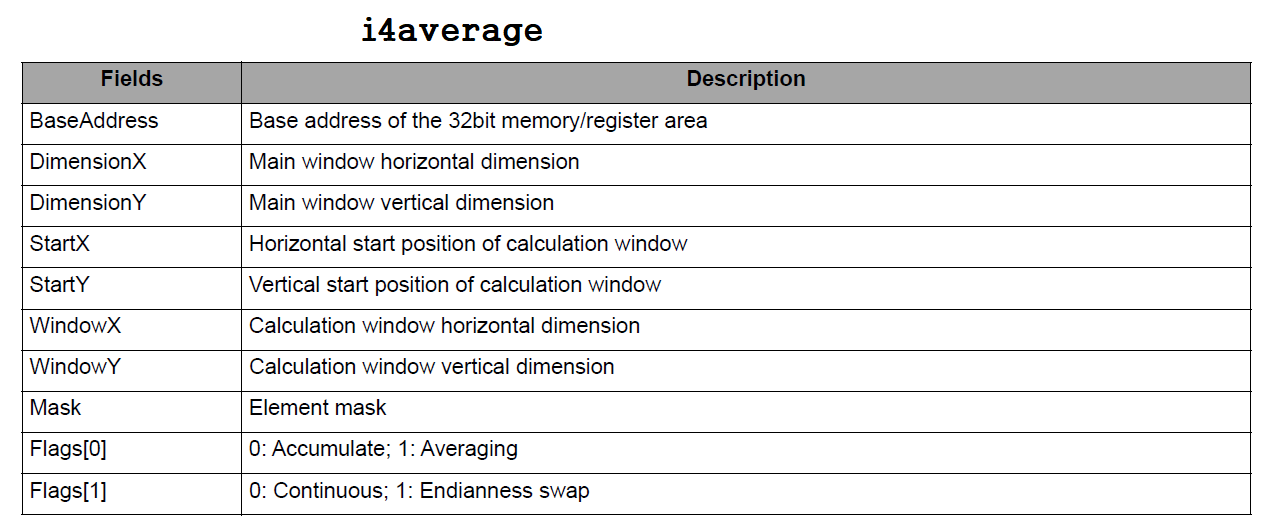 i4average
Fields Description
BaseAddress Base address of the 32bit memory/register area
DimensionX Main window horizontal dimension
DimensionY Main window vertical dimension
StartX Horizontal start position of calculation window
StartY Vertical start position of calculation window
WindowX Calculation window horizontal dimension
WindowY Calculation window vertical dimension
Mask Element mask
Flags[0] 0: Accumulate; 1: Averaging
Flags[1] 0: Continuous; 1: Endianness swap